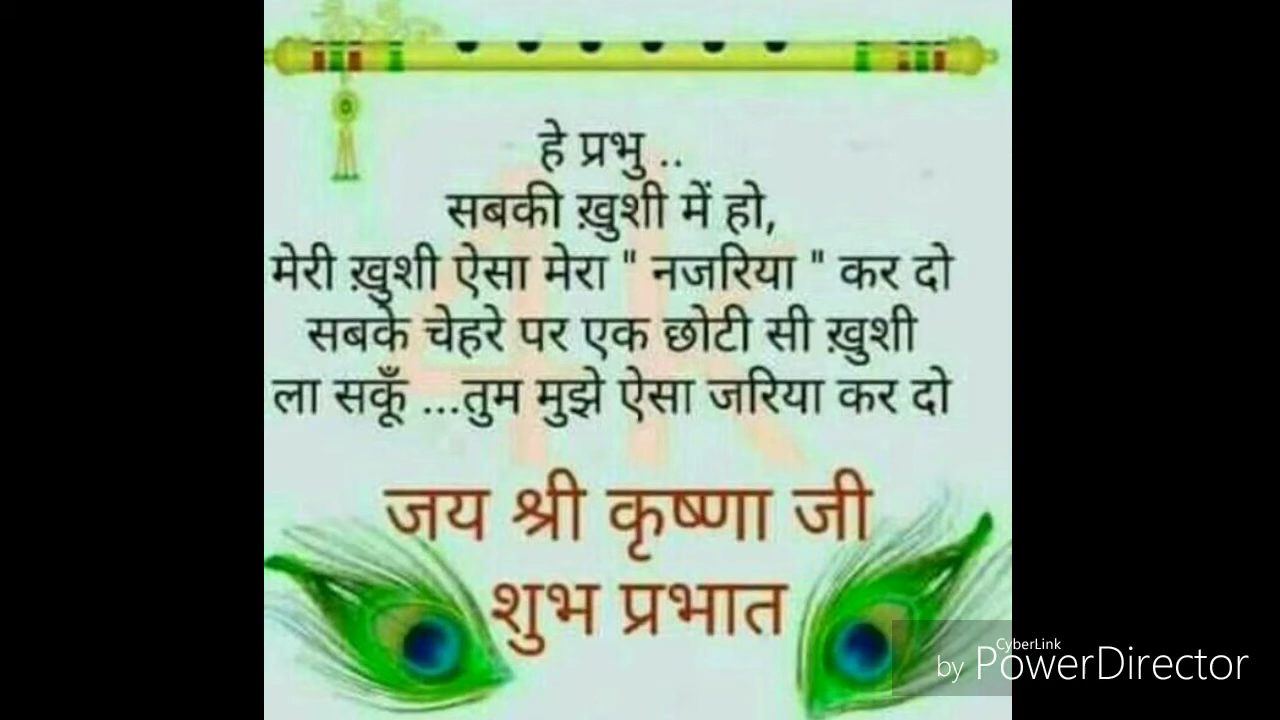 हे प्रभु ..
सबकी ख़ुशी में हो,
मेरी ख़ुशी ऐसा मेरा " नजरिया " कर दो
सबके चेहरे पर एक छोटी सी ख़ुशी
ला सकूँ ...तुम मुझे ऐसा जरिया कर दो
जय श्री कृष्णा जी
शुभ प्रभात
CyberLink
by PowerDirector